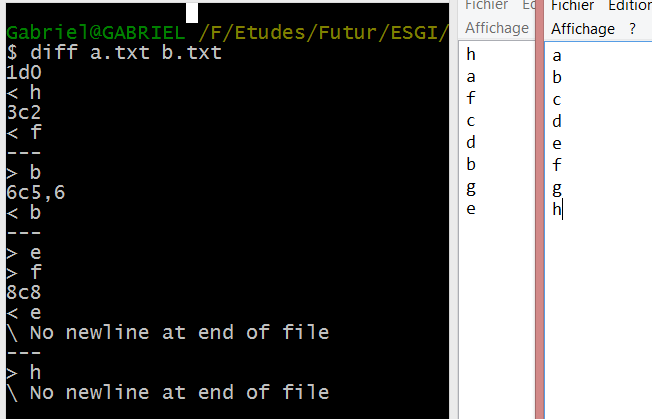 Gabriel@GABRIEL /F/Etudes/Futur/ESGI/
$ diff a.txt b.txt
1d0
< h
3c2
< f
---
> b
6c5,6
< b
---
> e
> f
8c8
< e
\ No newline at end of file
---
> h
\ No newline at end of file
Fichier Ed
Affichage
h
a
f
c
d
b
g
e
Fichier Edition
Affichage ?
a
b
c
d
e
f
g
h